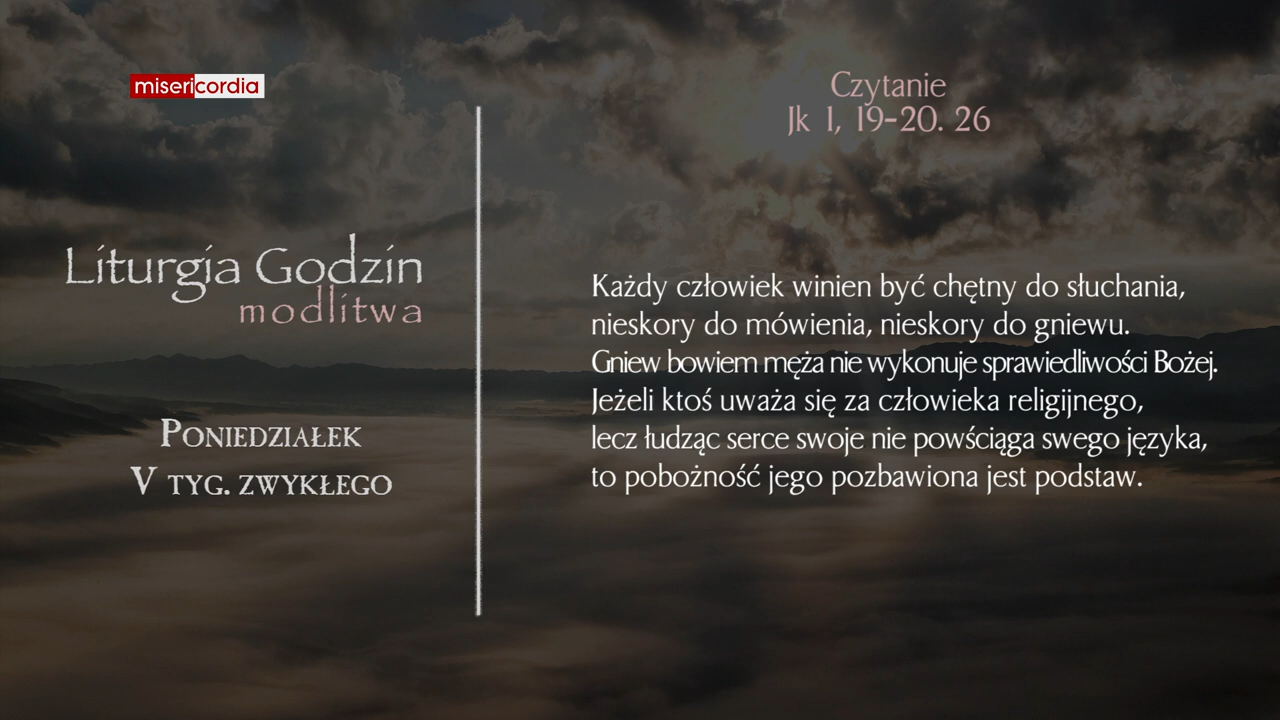 misericordia
Liturgia Godzin
modlitwa
PONIEDZIAŁEK
V TYG. ZWYKŁEGO
Czytanie
Jk 1, 19-20. 26
Każdy człowiek winien być chętny do słuchania,
nieskory do mówienia, nieskory do gniewu.
Gniew bowiem męża nie wykonuje sprawiedliwości Bożej.
Jeżeli ktoś uważa się za człowieka religijnego,
lecz łudząc serce swoje nie powściąga swego języka,
to pobożność jego pozbawiona jest podstaw.